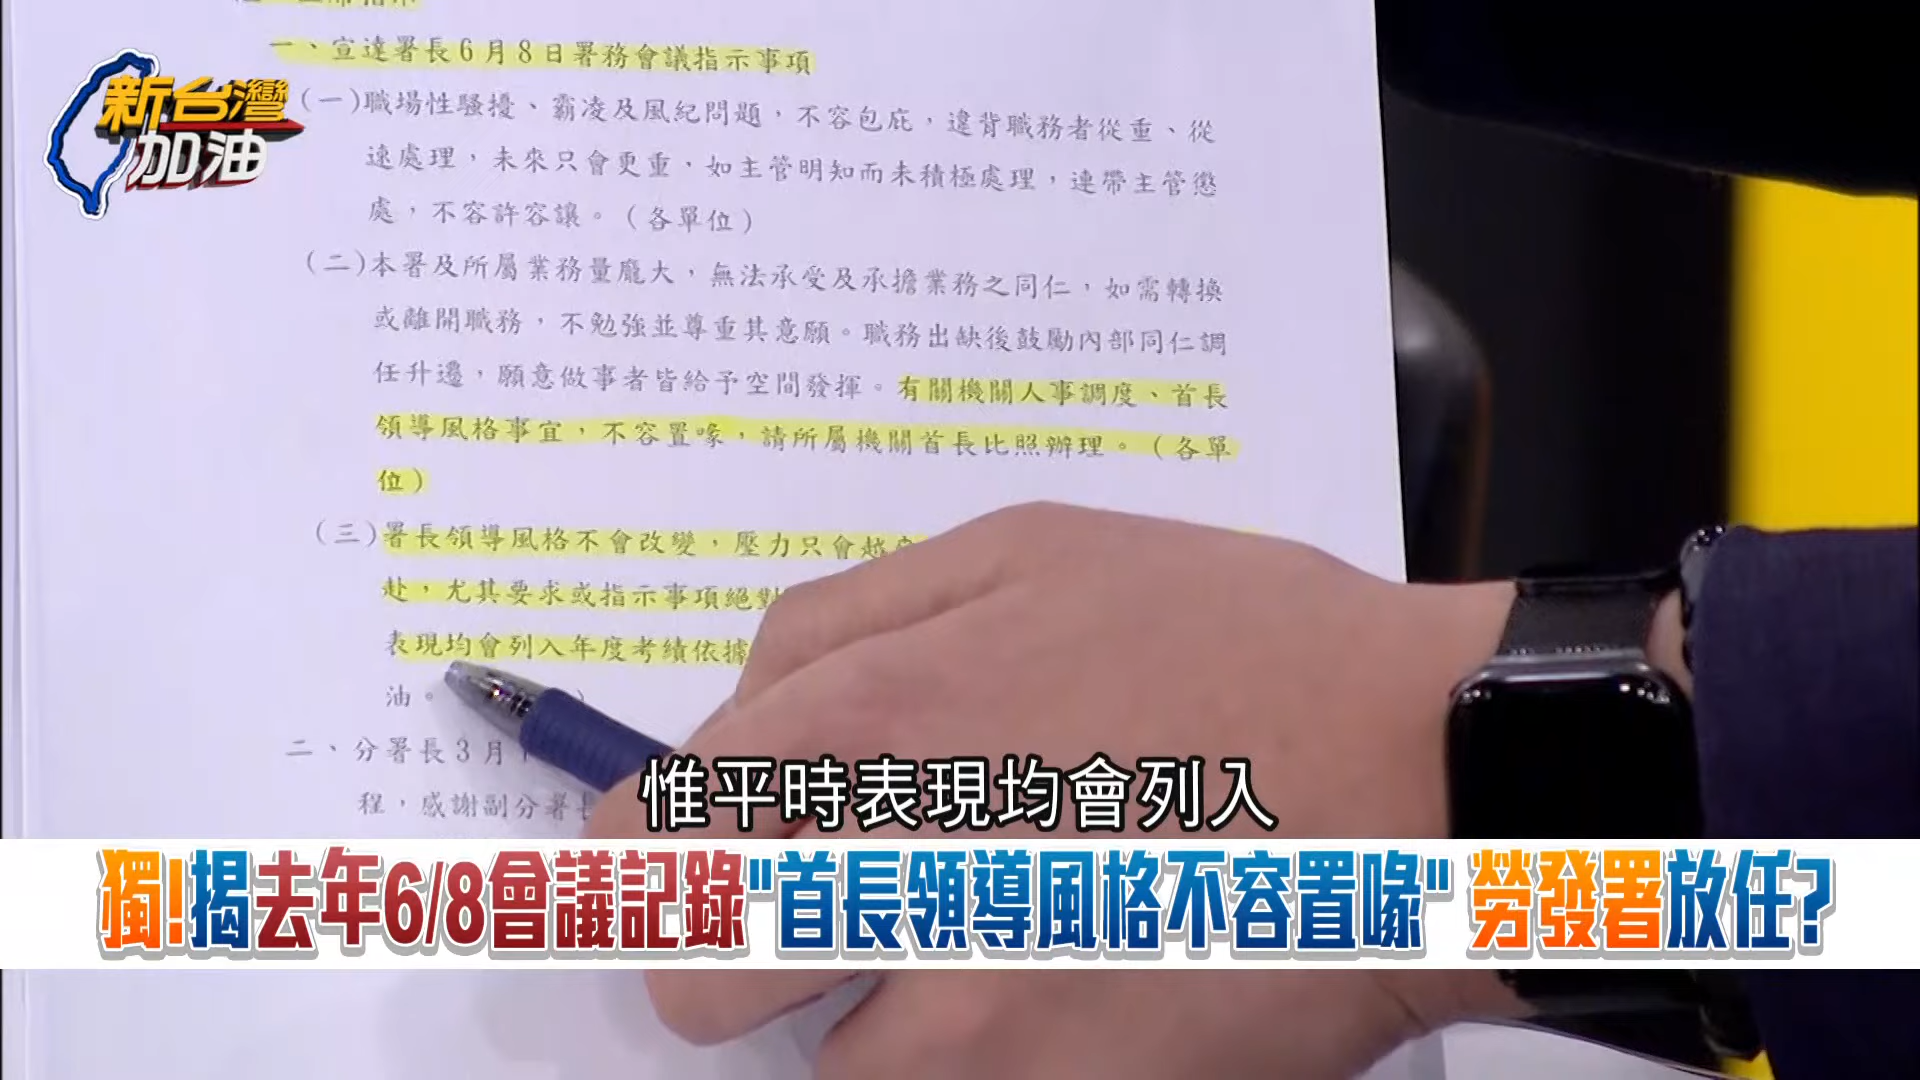 一、宣達署長6月8日署務會議指示事項
新台灣
加油
(一)職場性騷擾、霸凌及風紀問題，不容包庇，違背職務者從重、從
速處理，未來只會更重，如主管明知而未積極處理，連帶主管懲
處，不容許容讓。(各單位)
(二)本署及所屬業務量龐大，無法承受及承擔業務之同仁，如需轉換
或離開職務，不勉強並尊重其意願。職務出缺後鼓勵內部同仁調
任升遷，願意做事者皆給予空間發揮。有關機關人事調度、首長
領導風格事宜，不容置喙，請所屬機關首長比照辦理。(各單
位)
(三)署長領導風格不會改變，壓力只會越
赴，尤其要求或指示事項絕對
表現均會列入年度考績依據
油。
二、分署長3月
程，感謝副分署長
惟平時表現均會列入
獨!揭去年6/8會議記錄"首長領導風格不容置喙" 勞發署放任?